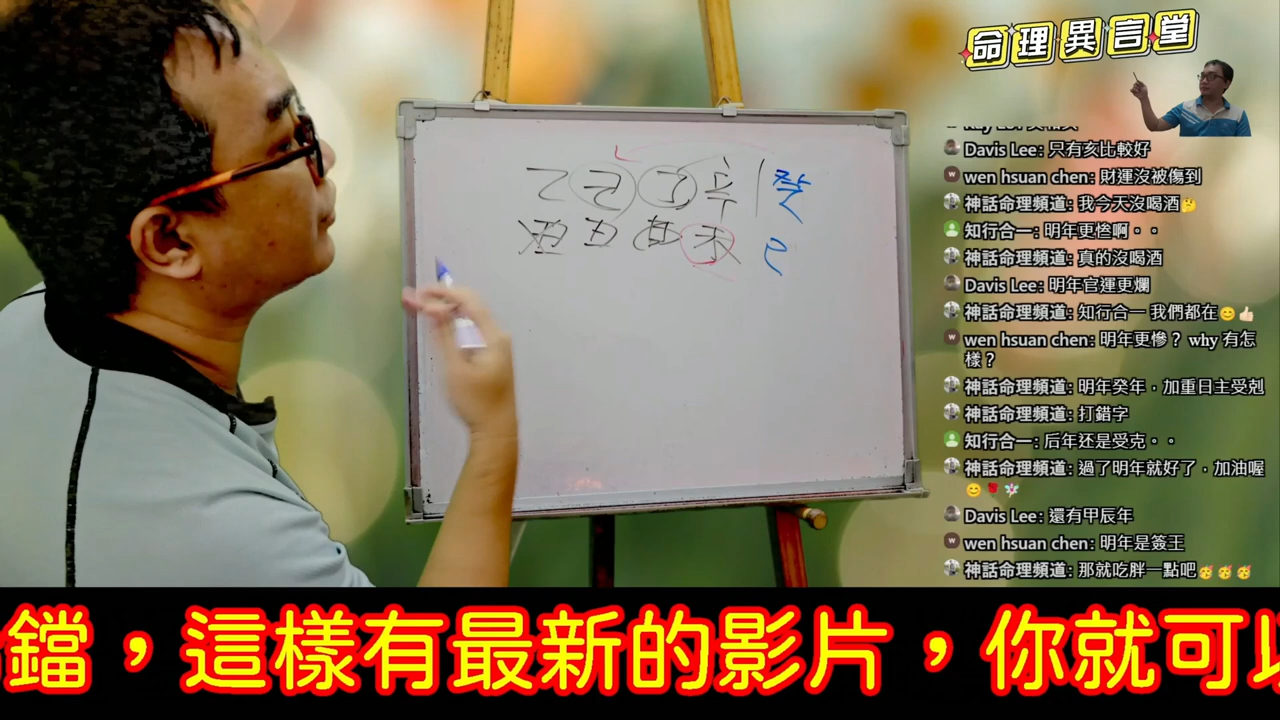 命理異言堂
Davis Lee: 只有亥比較好
wen hsuan chen: 財運沒被傷到
神話命理頻道: 我今天沒喝酒🤔
知行合一: 明年更慘啊··
神話命理頻道: 真的沒喝酒
Davis Lee: 明年官運更爛
神話命理頻道: 知行合一 我們都在😊👍🏻
wen hsuan chen: 明年更慘？ why 有怎
樣？
神話命理頻道: 明年癸年，加重日主受剋
神話命理頻道: 打錯字
知行合一: 后年还是受克··
神話命理頻道: 過了明年就好了，加油喔
😊🌹
Davis Lee: 還有甲辰年
wen hsuan chen: 明年是簽王
神話命理頻道: 那就吃胖一點吧🥳🥳🥳
乙 己 丁 辛 癸
丑 丑 酉 未 巳
鐺，這樣有最新的影片，你就可以